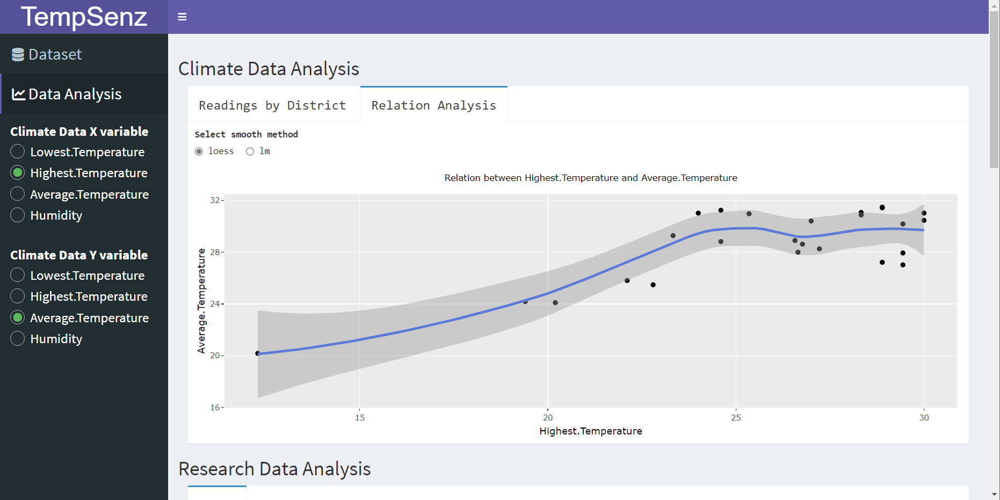 TempSenz
Dataset
Data Analysis
Climate Data X variable
Lowest.Temperature
Highest.Temperature
Average.Temperature
Humidity
Climate Data Y variable
Lowest.Temperature
Highest.Temperature
Average.Temperature
Humidity
Climate Data Analysis
Readings by District
Relation Analysis
Select smooth method
loess lm
Relation between Highest.Temperature and Average.Temperature
Average.Temperature
32
28
24
20
16
15 20 25 30
Highest.Temperature
Research Data Analysis